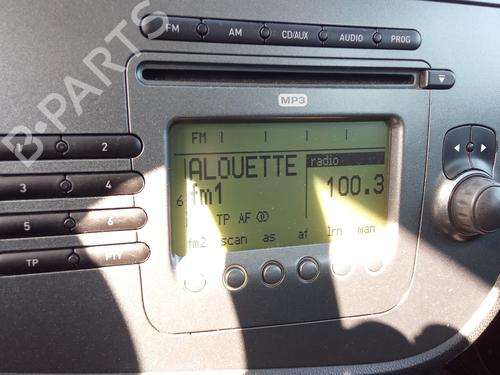 FM AM CD/AUX AUDIO PROG
MP3
FM
ALOUETTE radio
6 fm1 100.3
TP AF
fm2 scan as af lrn man
1 2
3 4
5 6
TP PTY
B-PARTS